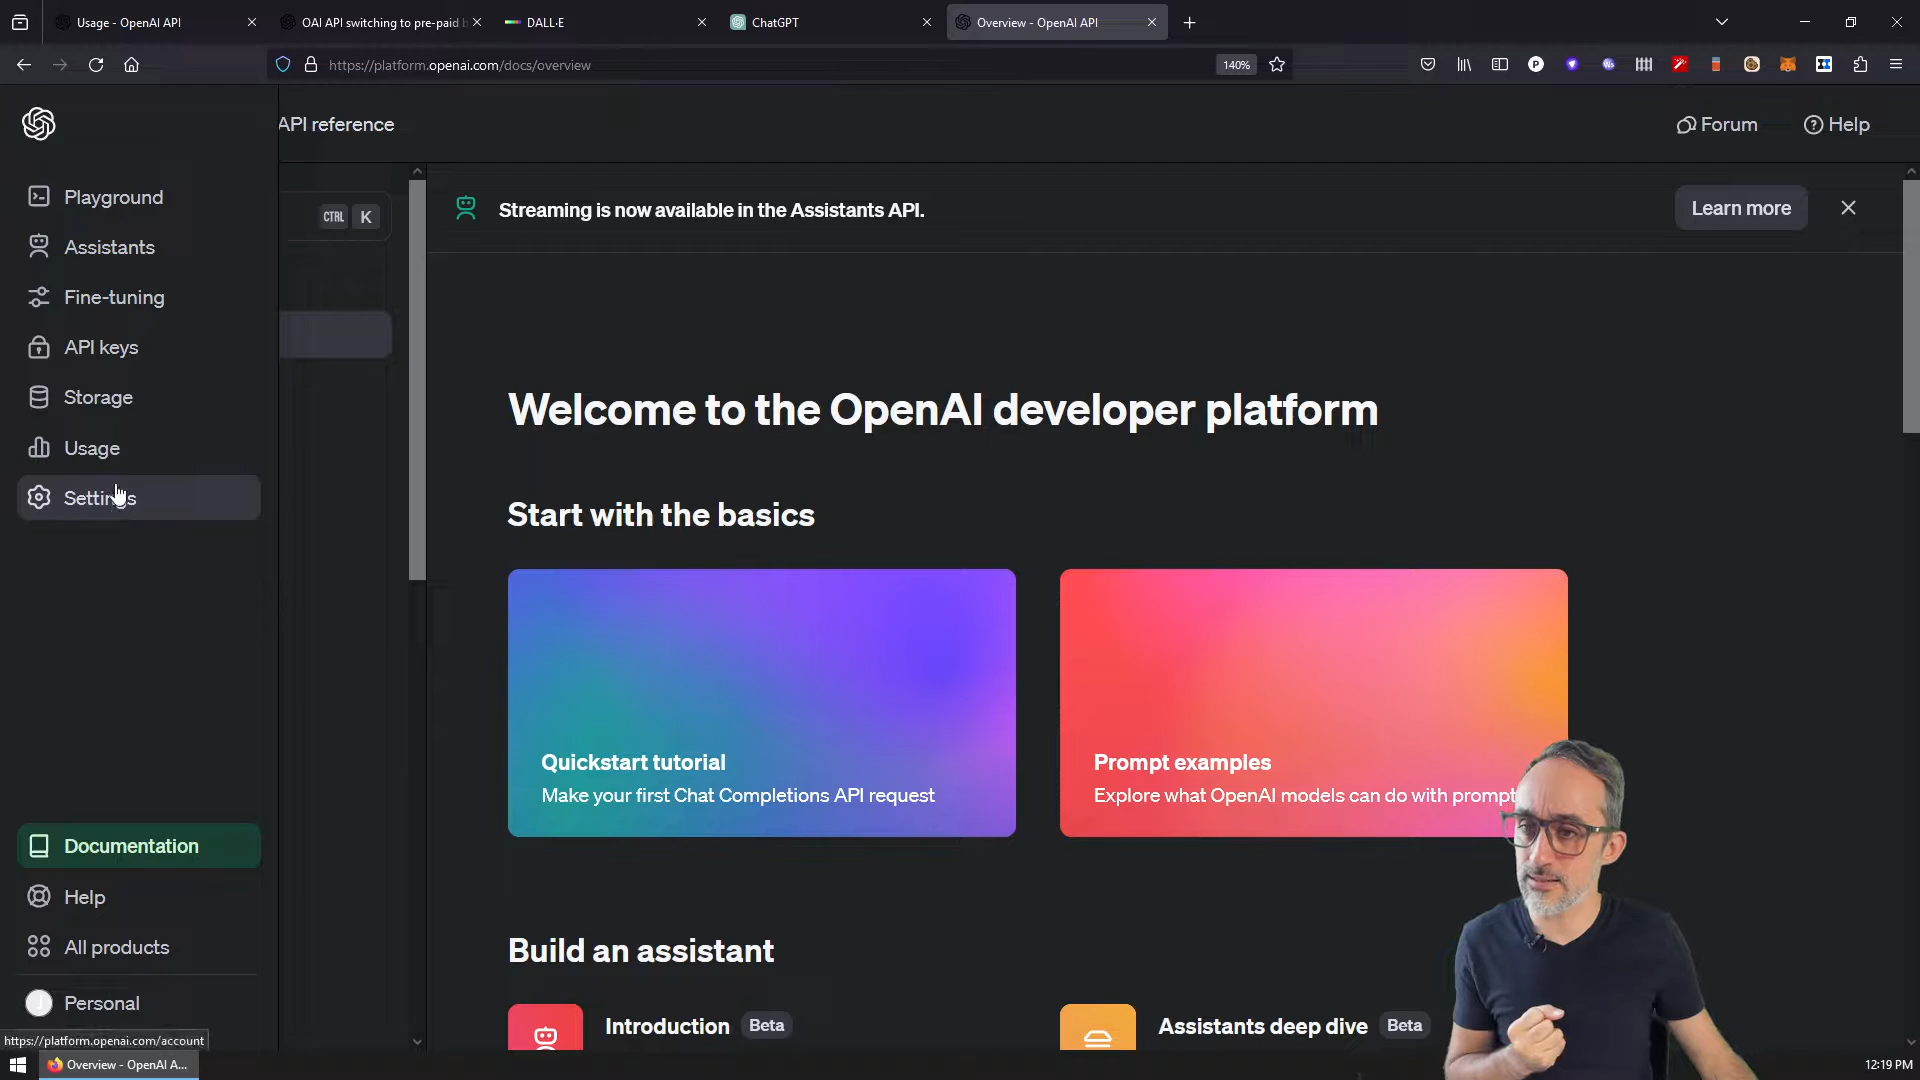 Usage - OpenAI API
OAI API switching to pre-paid
DALL·E
ChatGPT
Overview - OpenAI API
https://platform.openai.com/docs/overview
140%
API reference
Forum
Help
Playground
Assistants
Fine-tuning
API keys
Storage
Usage
Settings
CTRL K
Streaming is now available in the Assistants API.
Learn more
Welcome to the OpenAI developer platform
Start with the basics
Quickstart tutorial
Make your first Chat Completions API request
Prompt examples
Explore what OpenAI models can do with prompt
Build an assistant
Introduction Beta
Assistants deep dive Beta
Documentation
Help
All products
J Personal
https://platform.openai.com/account
Overview - OpenAI A...
12:19 PM